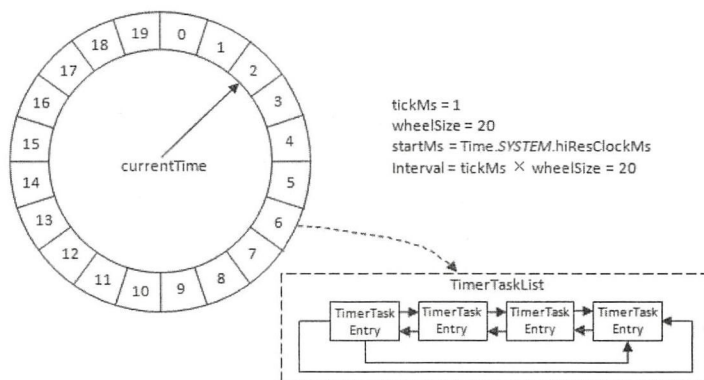 0
1
2
3
4
5
6
7
8
9
10
11
12
13
14
15
16
17
18
19
currentTime
tickMs = 1
wheelSize = 20
startMs = Time.SYSTEM.hiResClockMs
Interval = tickMs × wheelSize = 20
TimerTaskList
TimerTask
Entry
TimerTask
Entry
TimerTask
Entry
TimerTask
Entry